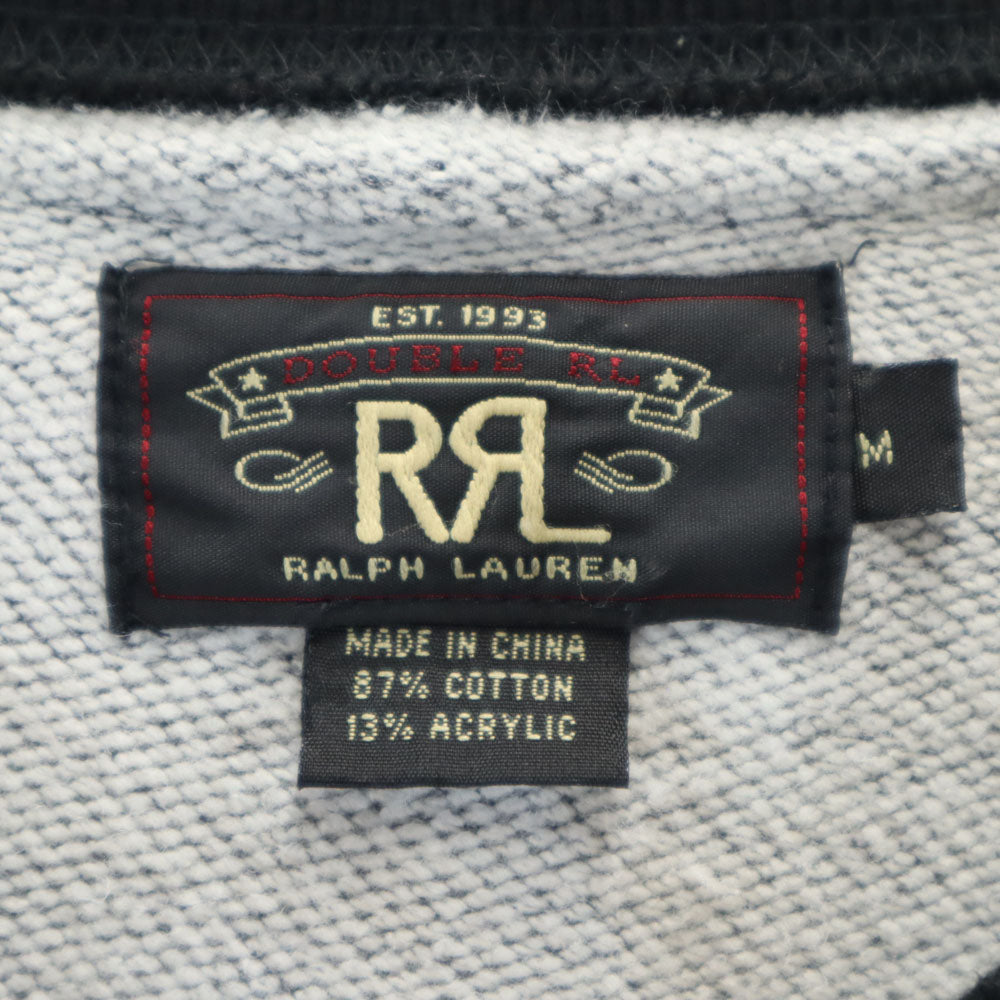 EST. 1993
DOUBLE RL
RRL
RALPH LAUREN
M
MADE IN CHINA
87% COTTON
13% ACRYLIC